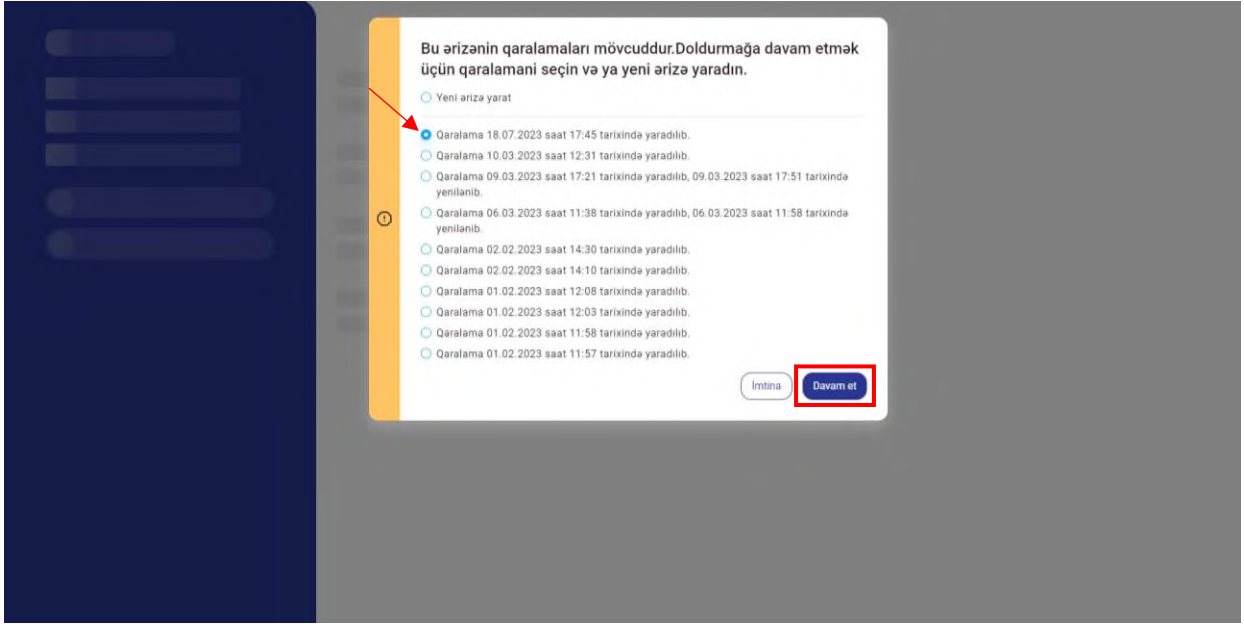 Bu ərizənin qaralamaları mövcuddur.Doldurmağa davam etmək
üçün qaralamani seçin və ya yeni ərizə yaradın.
Yeni ərizə yarat
Qaralama 18.07.2023 saat 17:45 tarixində yaradılıb.
Qaralama 10.03.2023 saat 12:31 tarixində yaradılıb.
Qaralama 09.03.2023 saat 17:21 tarixində yaradılıb, 09.03.2023 saat 17:51 tarixində
yenilənib.
Qaralama 06.03.2023 saat 11:38 tarixində yaradılıb, 06.03.2023 saat 11:58 tarixində
yenilənib.
Qaralama 02.02.2023 saat 14:30 tarixində yaradılıb.
Qaralama 02.02.2023 saat 14:10 tarixində yaradılıb.
Qaralama 01.02.2023 saat 12:08 tarixində yaradılıb.
Qaralama 01.02.2023 saat 12:03 tarixində yaradılıb.
Qaralama 01.02.2023 saat 11:58 tarixində yaradılıb.
Qaralama 01.02.2023 saat 11:57 tarixində yaradılıb.
İmtina
Davam et